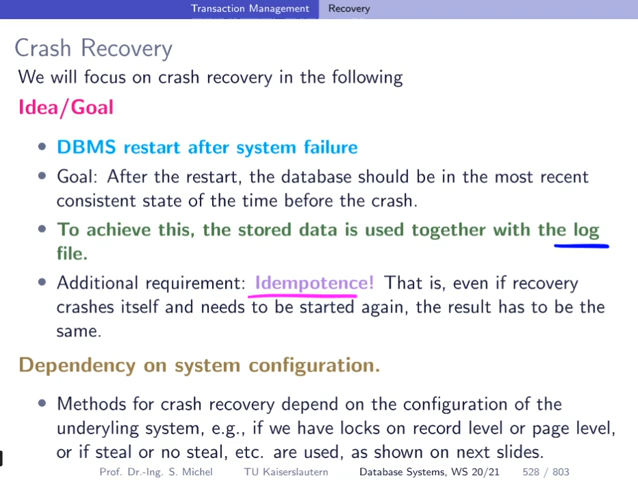 Transaction Management Recovery
Crash Recovery
We will focus on crash recovery in the following
Idea/Goal
• DBMS restart after system failure
• Goal: After the restart, the database should be in the most recent
consistent state of the time before the crash.
• To achieve this, the stored data is used together with the log
file.
• Additional requirement: Idempotence! That is, even if recovery
crashes itself and needs to be started again, the result has to be the
same.
Dependency on system configuration.
• Methods for crash recovery depend on the configuration of the
underyling system, e.g., if we have locks on record level or page level,
or if steal or no steal, etc. are used, as shown on next slides.
Prof. Dr.-Ing. S. Michel TU Kaiserslautern Database Systems, WS 20/21 528 / 803